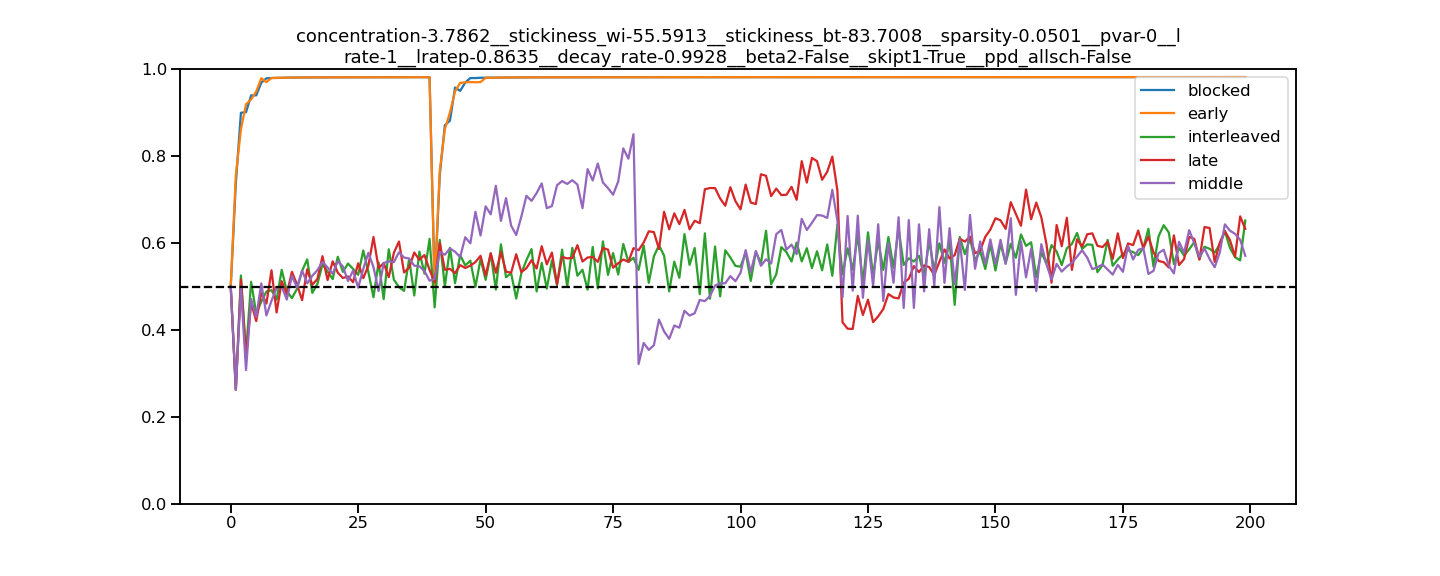 concentration-3.7862__stickiness_wi-55.5913__stickiness_bt-83.7008__sparsity-0.0501__pvar-0__l
rate-1__lratep-0.8635__decay_rate-0.9928__beta2-False__skipt1-True__ppd_allsch-False
1.0
0.8
0.6
0.4
0.2
0.0
blocked
early
interleaved
late
middle
0 25 50 75 100 125 150 175 200